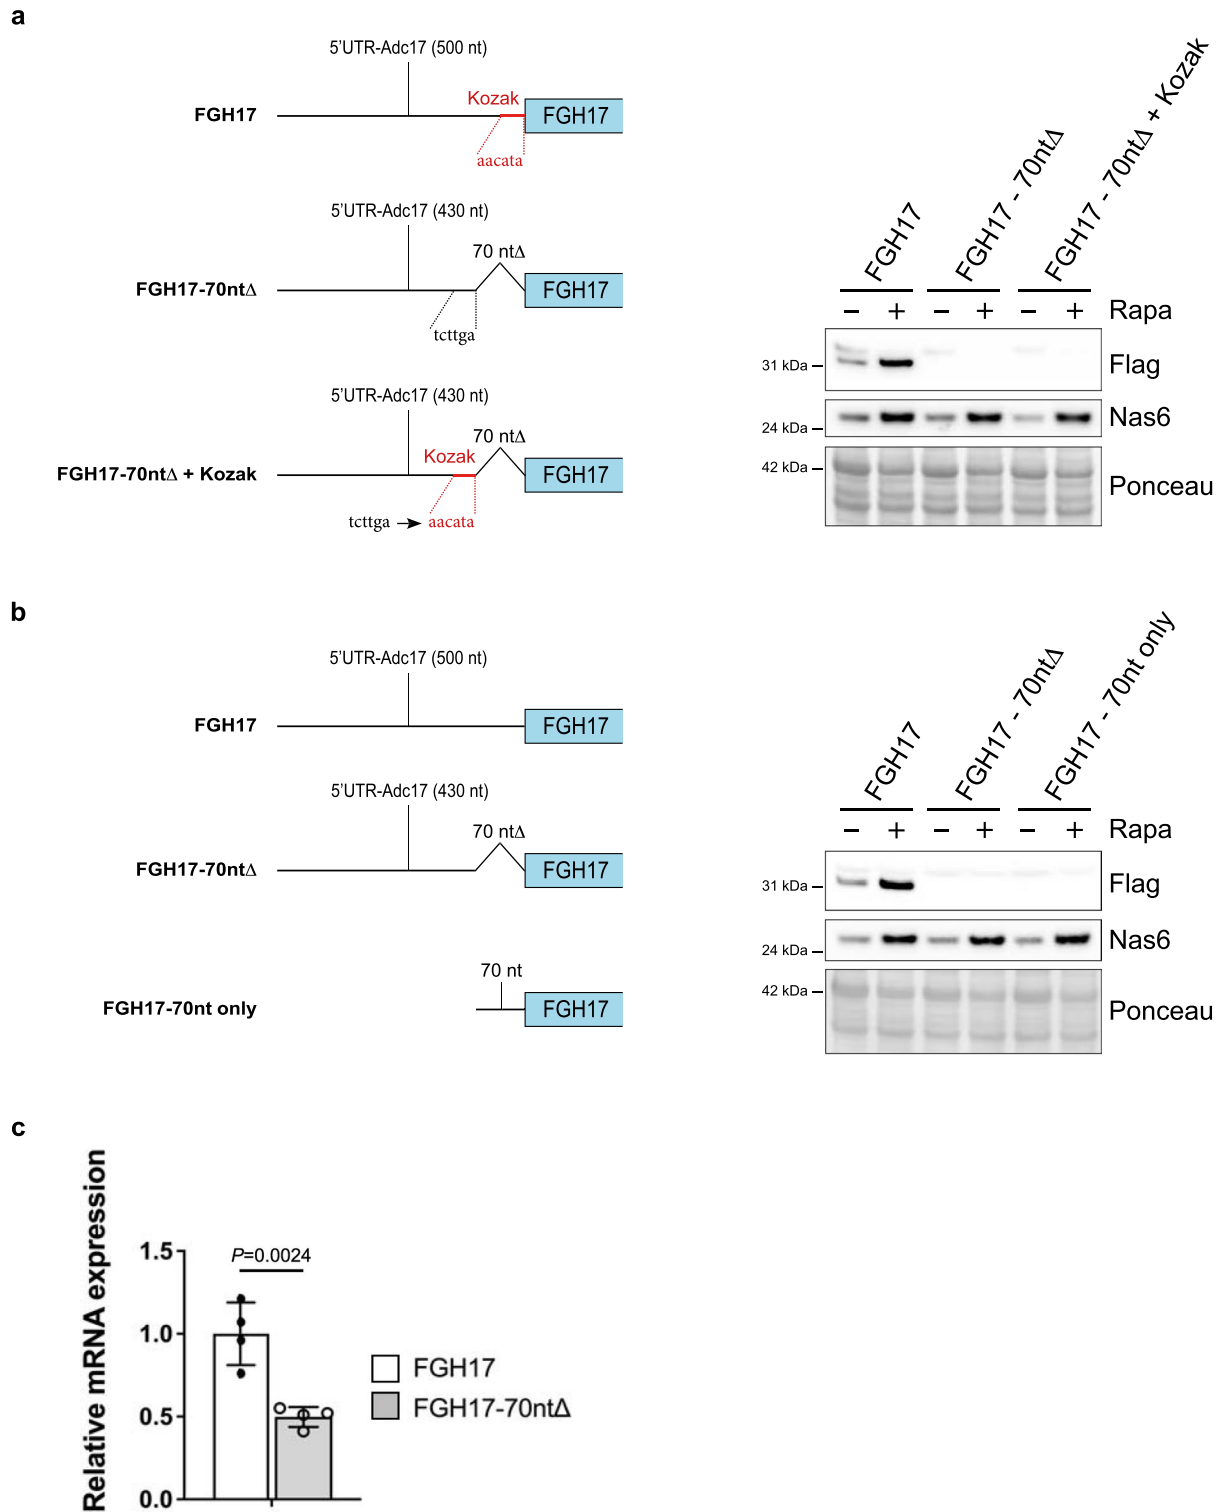 a
5'UTR-Adc17 (500 nt)
Kozak
FGH17
FGH17
aacata
5'UTR-Adc17 (430 nt)
70 ntΔ
FGH17-70ntΔ
FGH17
tcttga
5'UTR-Adc17 (430 nt)
70 ntΔ
Kozak
FGH17-70ntΔ + Kozak
FGH17
tcttga
aacata
FGH17
FGH17 - 70ntΔ
FGH17 - 70ntΔ + Kozak
– + – + – + Rapa
31 kDa
Flag
24 kDa
Nas6
42 kDa
Ponceau
b
5'UTR-Adc17 (500 nt)
FGH17
FGH17
5'UTR-Adc17 (430 nt)
70 ntΔ
FGH17-70ntΔ
FGH17
70 nt
FGH17-70nt only
FGH17
FGH17
FGH17 - 70ntΔ
FGH17 - 70nt only
– + – + – + Rapa
31 kDa
Flag
24 kDa
Nas6
42 kDa
Ponceau
c
Relative mRNA expression
1.5
1.0
0.5
0.0
P=0.0024
FGH17
FGH17-70ntΔ